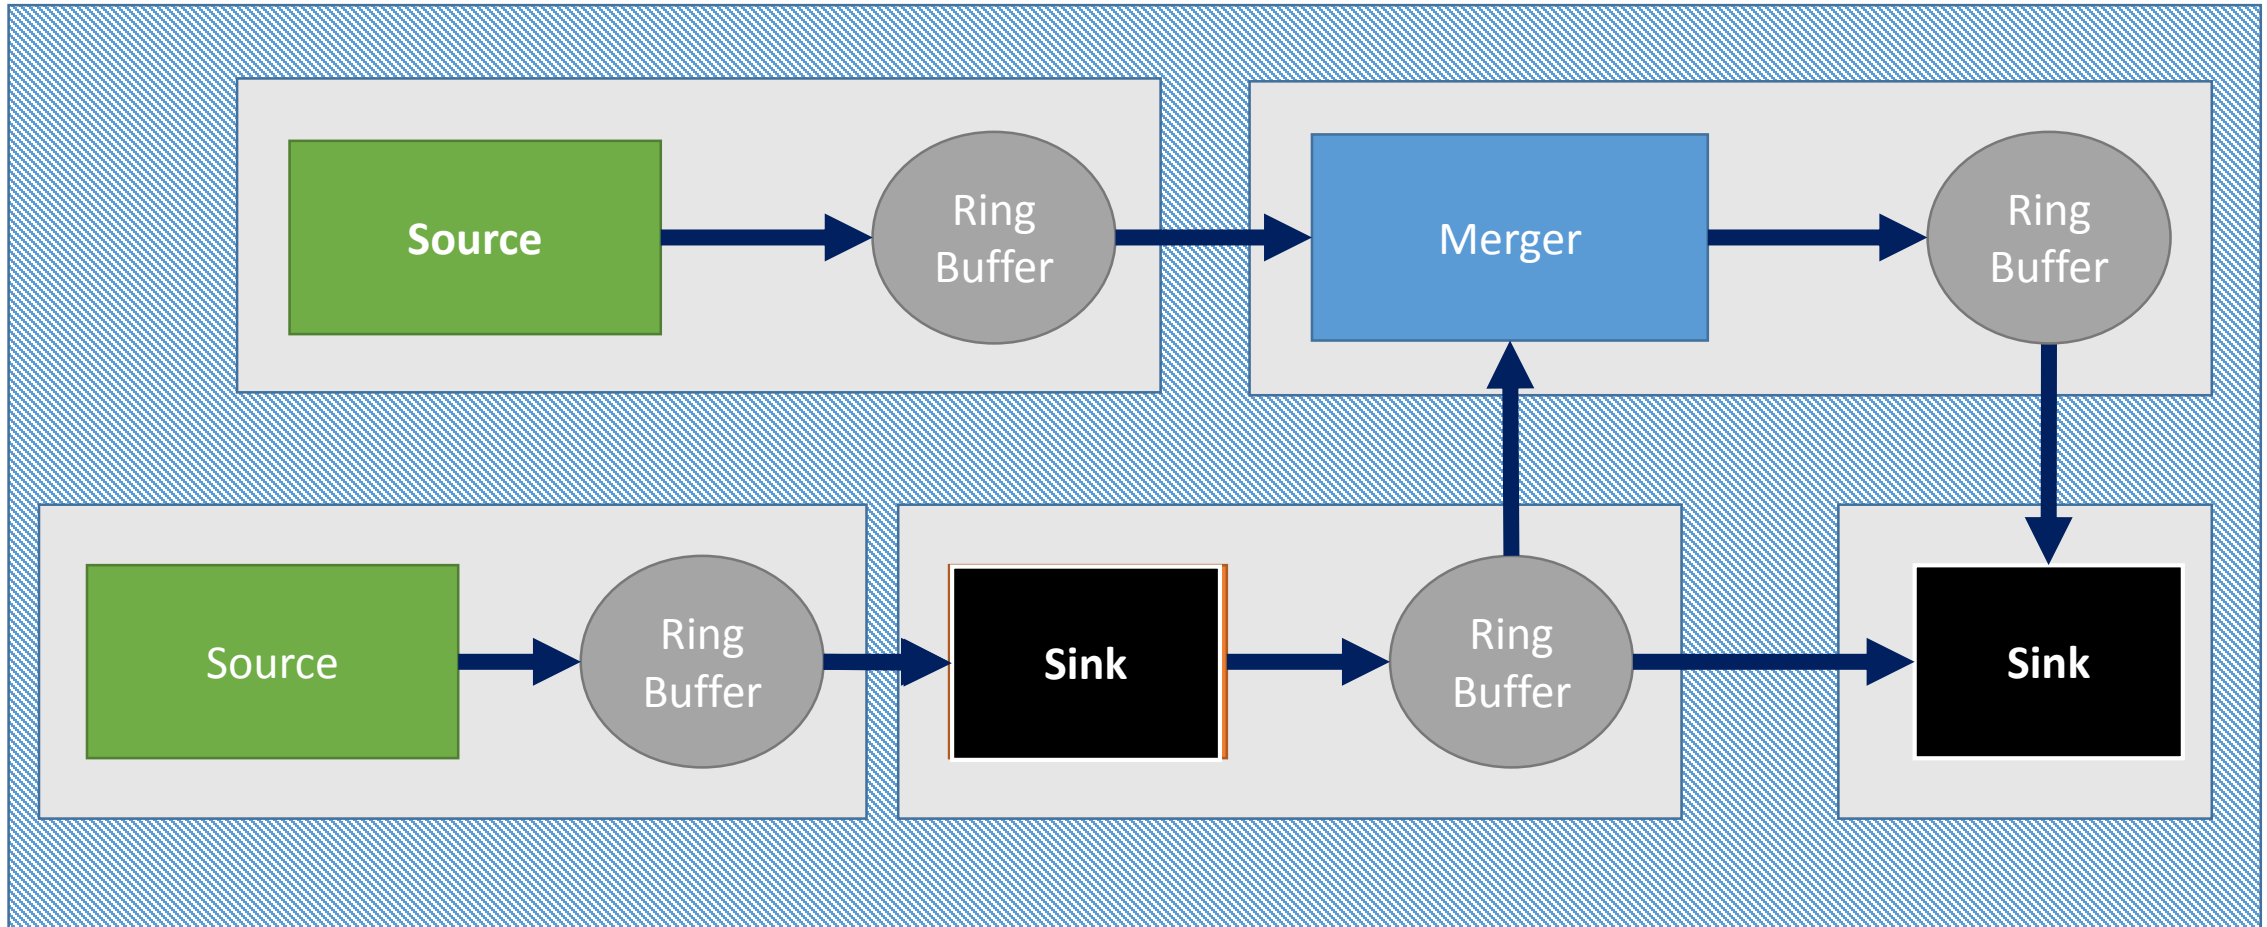 Source
Ring
Buffer
Merger
Ring
Buffer
Source
Ring
Buffer
Sink
Ring
Buffer
Sink